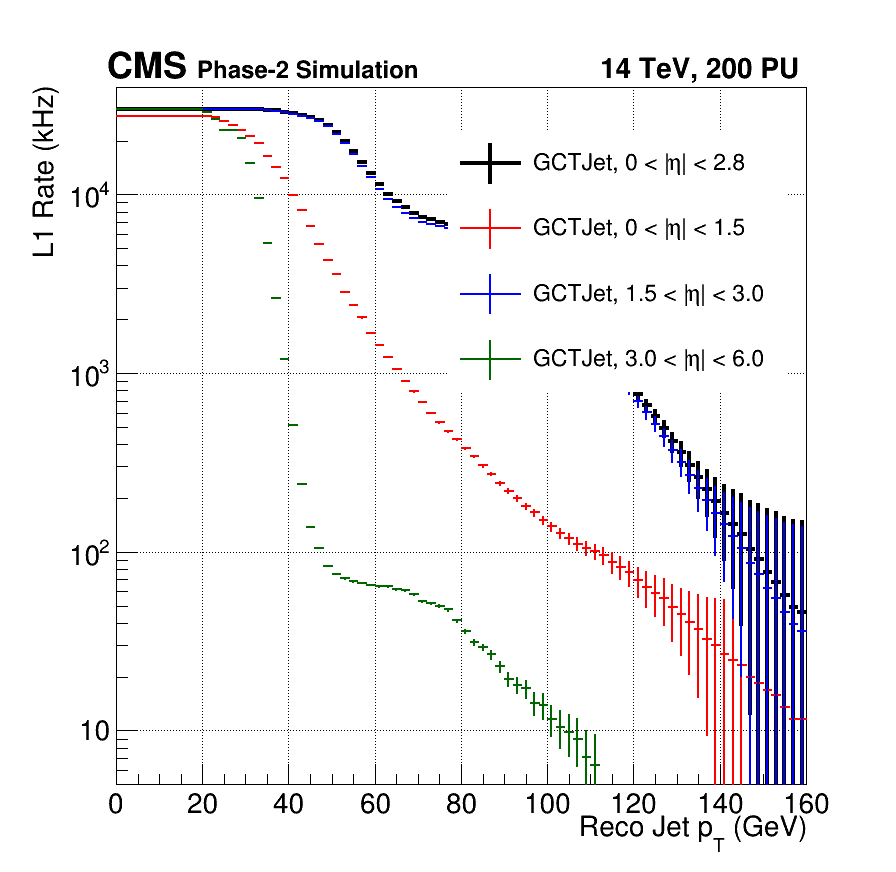 CMS Phase-2 Simulation 14 TeV, 200 PU
L1 Rate (kHz)
GCTJet, 0 < |η| < 2.8
GCTJet, 0 < |η| < 1.5
GCTJet, 1.5 < |η| < 3.0
GCTJet, 3.0 < |η| < 6.0
10⁴
10³
10²
10
0 20 40 60 80 100 120 140 160
Reco Jet p_T (GeV)